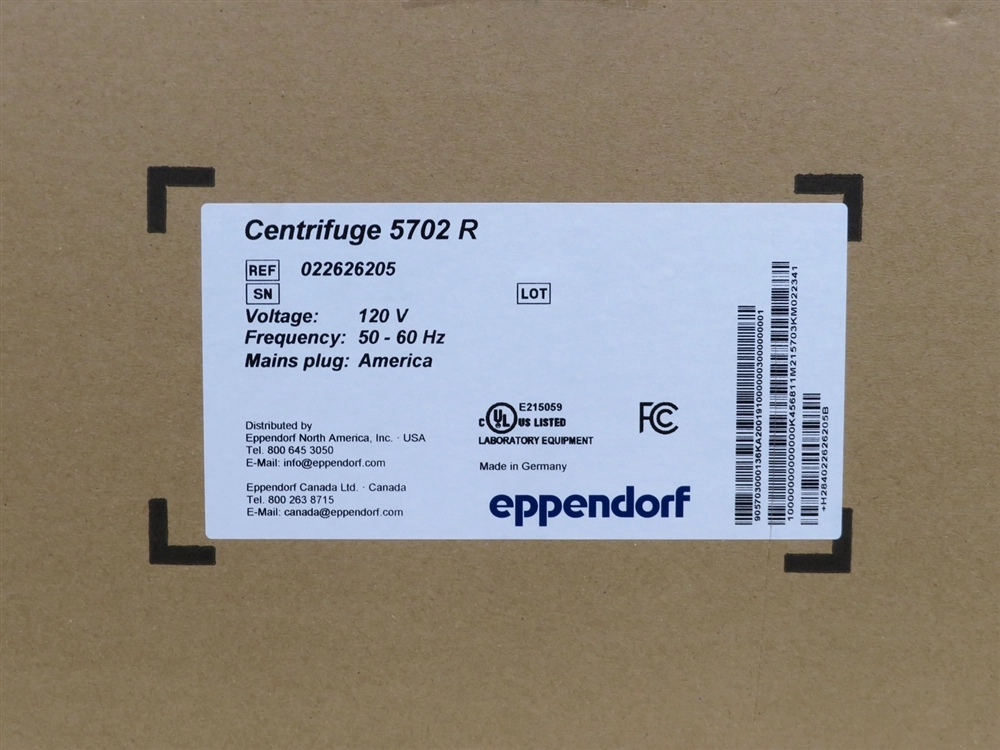 Centrifuge 5702 R
REF 022626205
SN LOT
Voltage: 120 V
Frequency: 50 - 60 Hz
Mains plug: America
Distributed by
Eppendorf North America, Inc. · USA
Tel. 800 645 3050
E-Mail: info@eppendorf.com
Eppendorf Canada Ltd. · Canada
Tel. 800 263 8715
E-Mail: canada@eppendorf.com
E215059
C UL US LISTED
LABORATORY EQUIPMENT
FC
Made in Germany
eppendorf
+H284022626205B